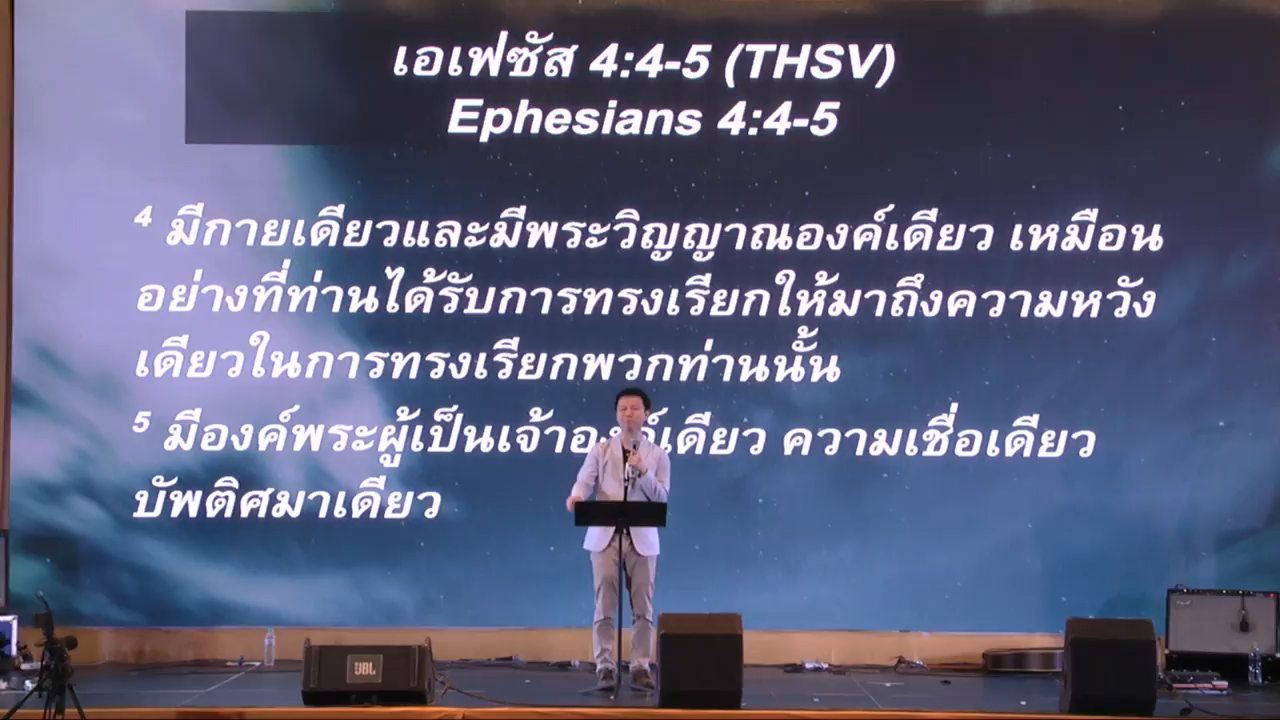 เอเฟซัส 4:4-5 (THSV)
Ephesians 4:4-5
4 มีกายเดียวและมีพระวิญญาณองค์เดียว เหมือน
อย่างที่ท่านได้รับการทรงเรียกให้มาถึงความหวัง
เดียวในการทรงเรียกพวกท่านนั้น
5 มีองค์พระผู้เป็นเจ้าองค์เดียว ความเชื่อเดียว
บัพติศมาเดียว
JBL